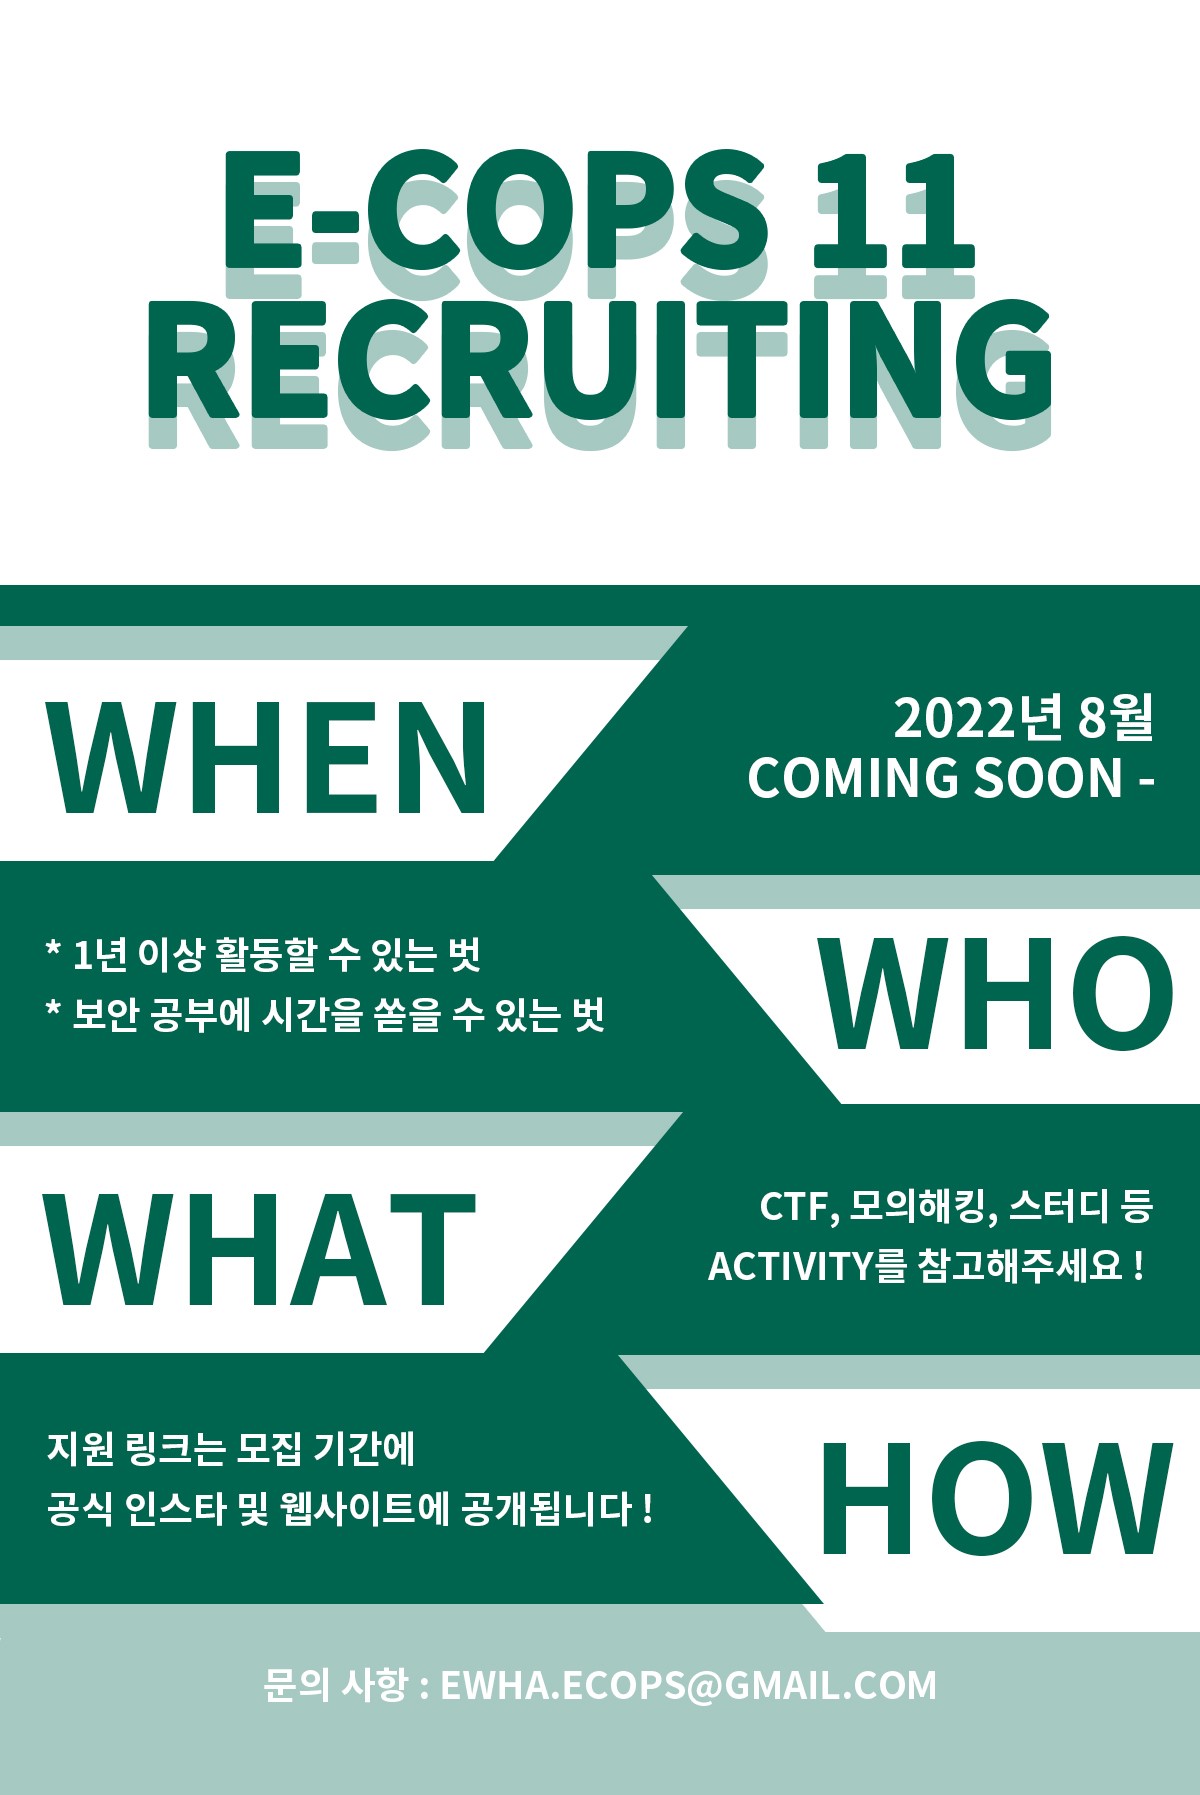 E-COPS 11
RECRUITING
WHEN
2022년 8월
COMING SOON -
* 1년 이상 활동할 수 있는 벗
* 보안 공부에 시간을 쏟을 수 있는 벗
WHO
WHAT
CTF, 모의해킹, 스터디 등
ACTIVITY를 참고해주세요 !
지원 링크는 모집 기간에
공식 인스타 및 웹사이트에 공개됩니다 !
HOW
문의 사항 : EWHA.ECOPS@GMAIL.COM